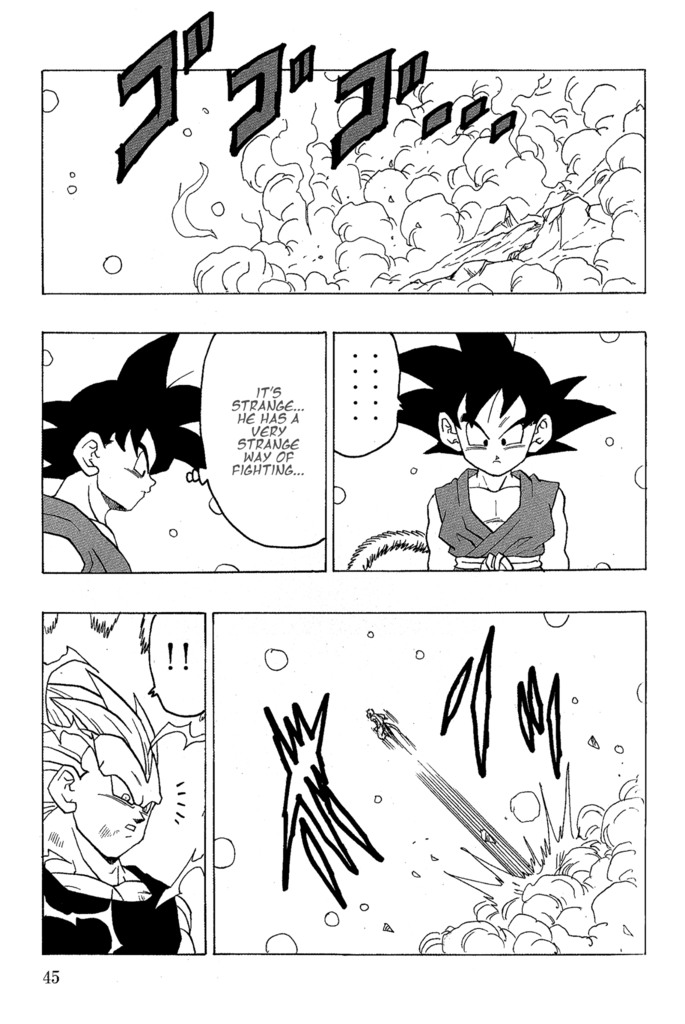 ゴゴゴ...
: : : : : :
IT'S
STRANGE...
HE HAS A
VERY
STRANGE
WAY OF
FIGHTING...
!!
45